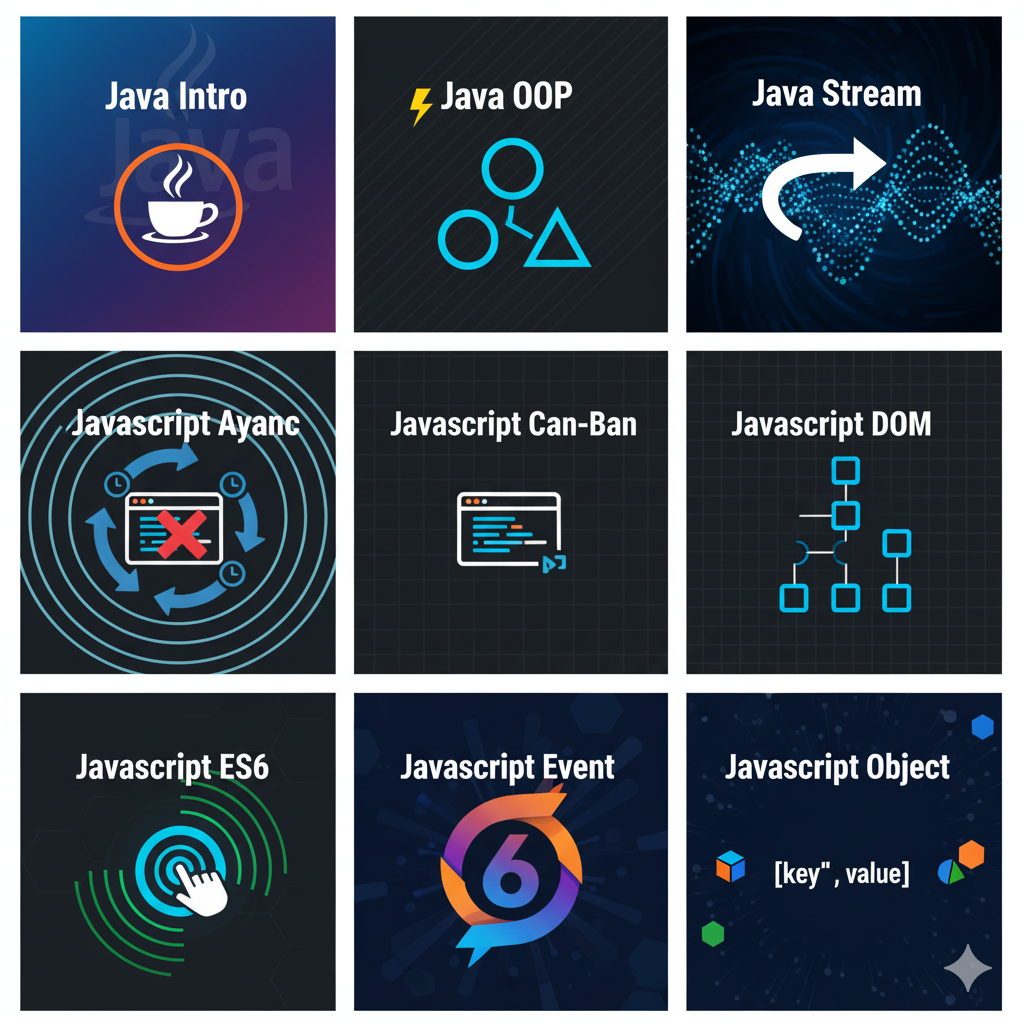 Java Intro
Java
Java OOP
Java Stream
Javascript Ayanc
Javascript Can-Ban
Javascript DOM
Javascript ES6
Javascript Event
6
Javascript Object
[key", value]